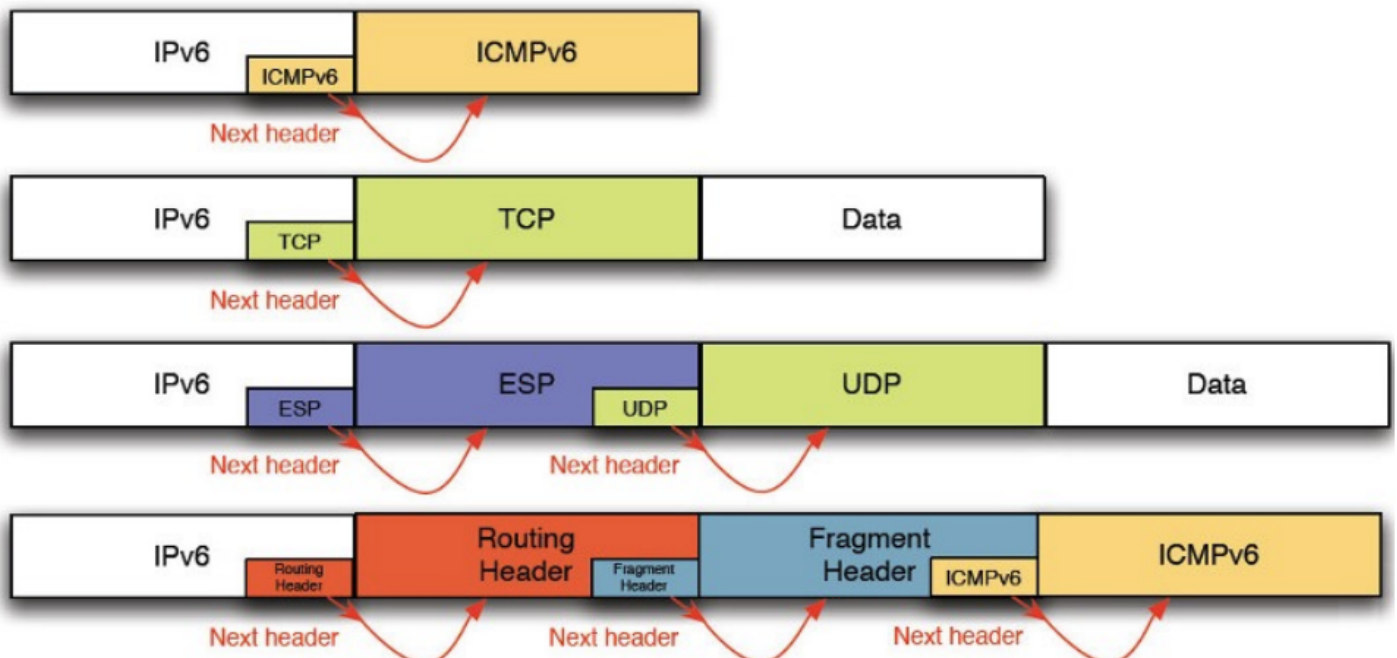 IPv6
ICMPv6
ICMPv6
Next header
IPv6
TCP
TCP
Data
Next header
IPv6
ESP
ESP
UDP
UDP
Data
Next header
Next header
IPv6
Routing
Header
Routing
Header
Fragment
Header
Fragment
Header
ICMPv6
ICMPv6
Next header
Next header
Next header